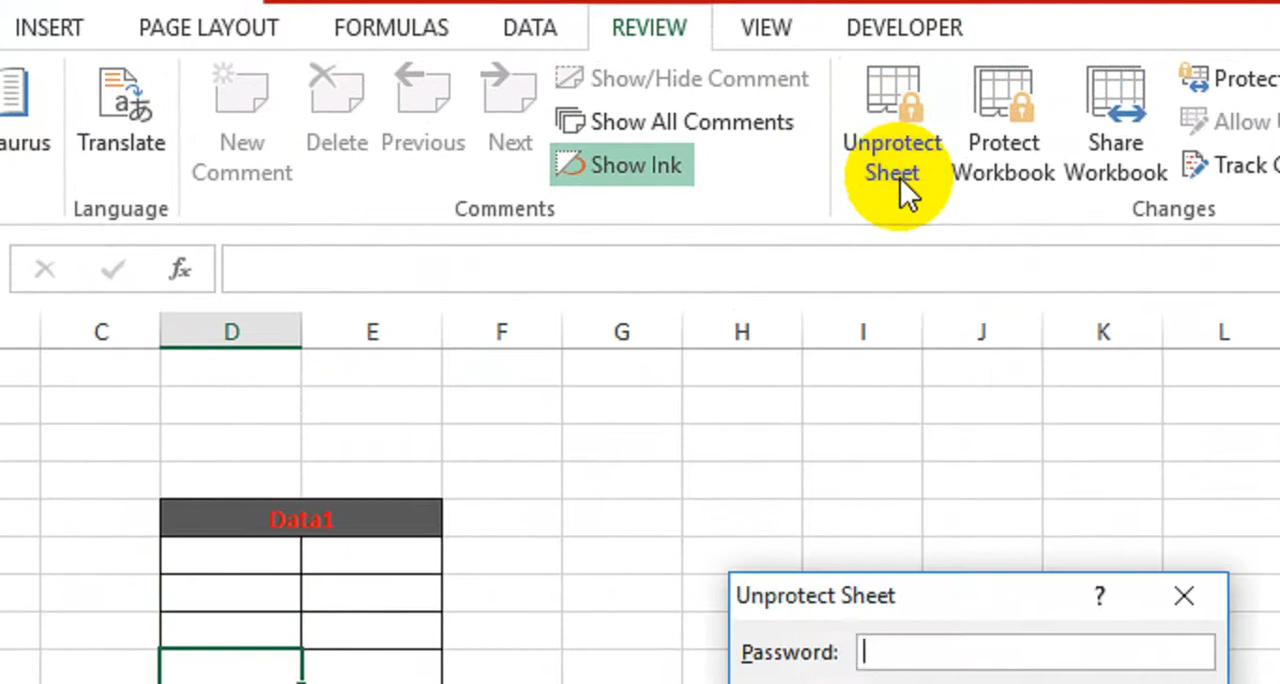 INSERT PAGE LAYOUT FORMULAS DATA REVIEW VIEW DEVELOPER
Show/Hide Comment Protect
Show All Comments Allow
aurus Translate New Comment Delete Previous Next Show Ink Unprotect Sheet Protect Workbook Share Workbook Track
Language Comments Changes
fx
C D E F G H I J K L
Data1
Unprotect Sheet ?
Password: